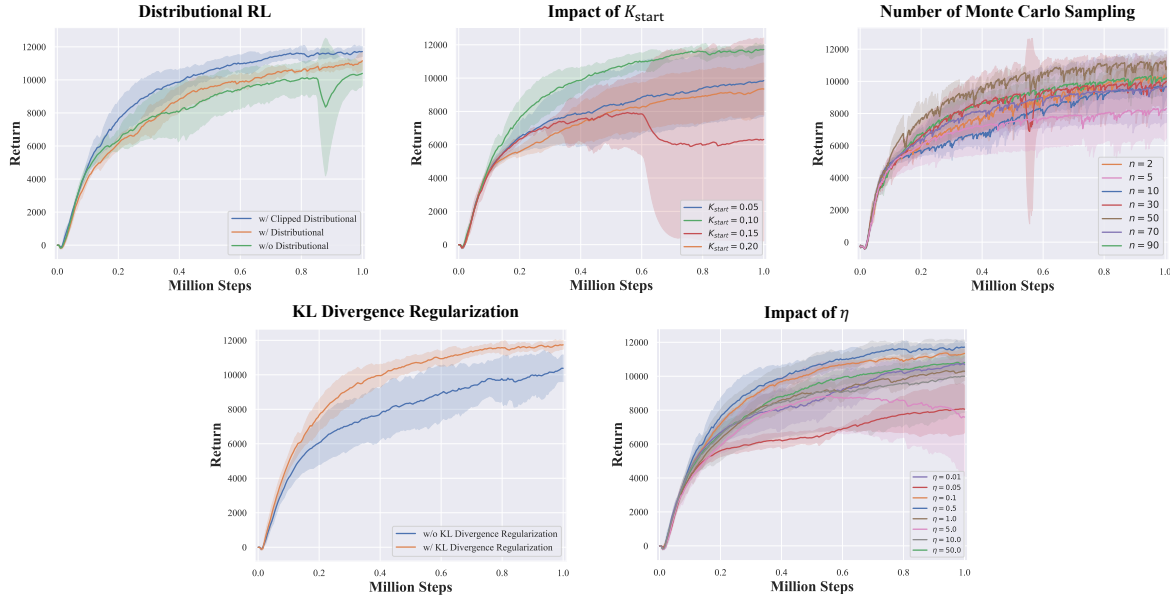 Distributional RL
12000
10000
8000
6000
4000
2000
0
Return
w/ Clipped Distributional
w/ Distributional
w/o Distributional
0.0 0.2 0.4 0.6 0.8 1.0
Million Steps
Impact of K_start
12000
10000
8000
6000
4000
2000
0
Return
K_start = 0.05
K_start = 0,10
K_start = 0,15
K_start = 0,20
0.0 0.2 0.4 0.6 0.8 1.0
Million Steps
Number of Monte Carlo Sampling
12000
10000
8000
6000
4000
2000
0
Return
n = 2
n = 5
n = 10
n = 30
n = 50
n = 70
n = 90
0.0 0.2 0.4 0.6 0.8 1.0
Million Steps
KL Divergence Regularization
12000
10000
8000
6000
4000
2000
0
Return
w/o KL Divergence Regularization
w/ KL Divergence Regularization
0.0 0.2 0.4 0.6 0.8 1.0
Million Steps
Impact of η
12000
10000
8000
6000
4000
2000
0
Return
η = 0.01
η = 0.05
η = 0.1
η = 0.5
η = 1.0
η = 5.0
η = 10.0
η = 50.0
0.0 0.2 0.4 0.6 0.8 1.0
Million Steps